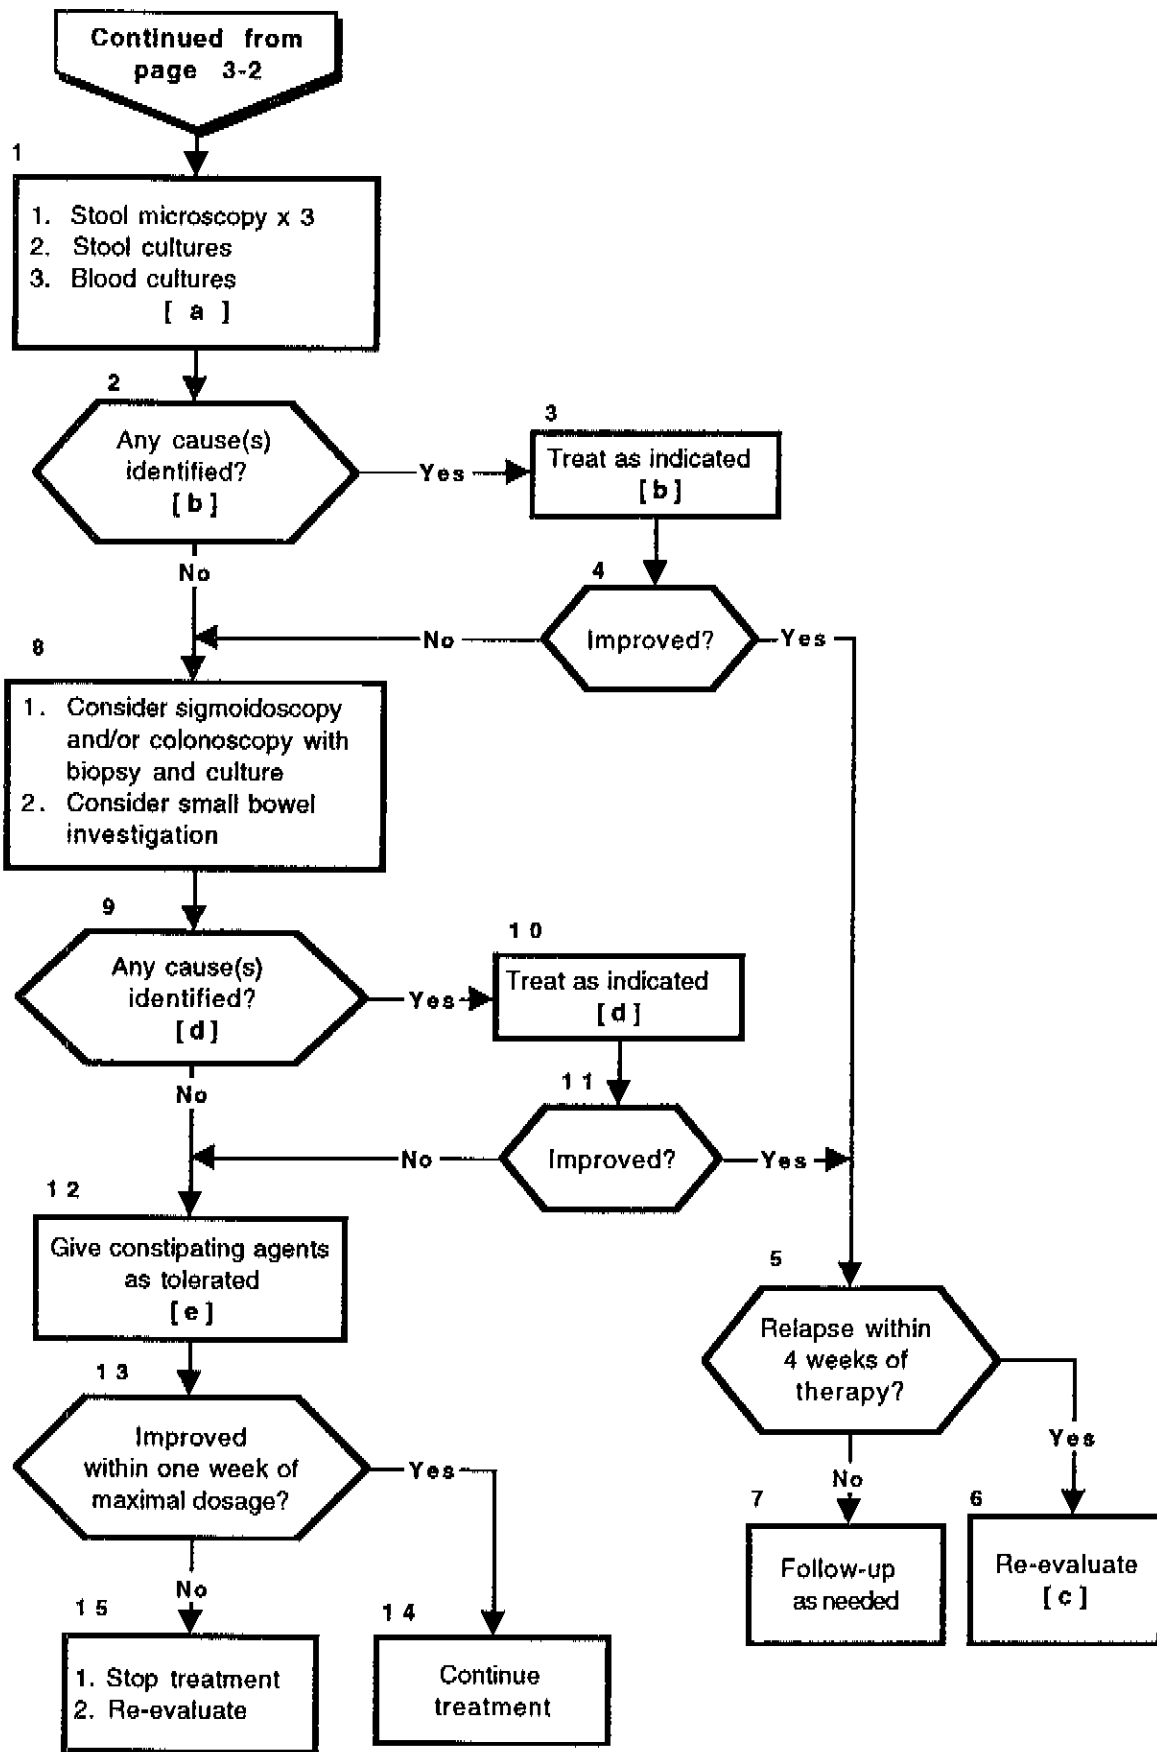 Continued from
page 3-2
1
1. Stool microscopy x 3
2. Stool cultures
3. Blood cultures
[ a ]
2
Any cause(s)
identified?
[b]
Yes
3
Treat as indicated
[b]
No
4
Improved?
No
Yes
8
1. Consider sigmoidoscopy
and/or colonoscopy with
biopsy and culture
2. Consider small bowel
investigation
9
Any cause(s)
identified?
[d]
Yes
10
Treat as indicated
[d]
No
11
Improved?
No
Yes
12
Give constipating agents
as tolerated
[e]
5
Relapse within
4 weeks of
therapy?
13
Improved
within one week of
maximal dosage?
Yes
No
Yes
7
Follow-up
as needed
6
Re-evaluate
[c]
No
15
1. Stop treatment
2. Re-evaluate
14
Continue
treatment